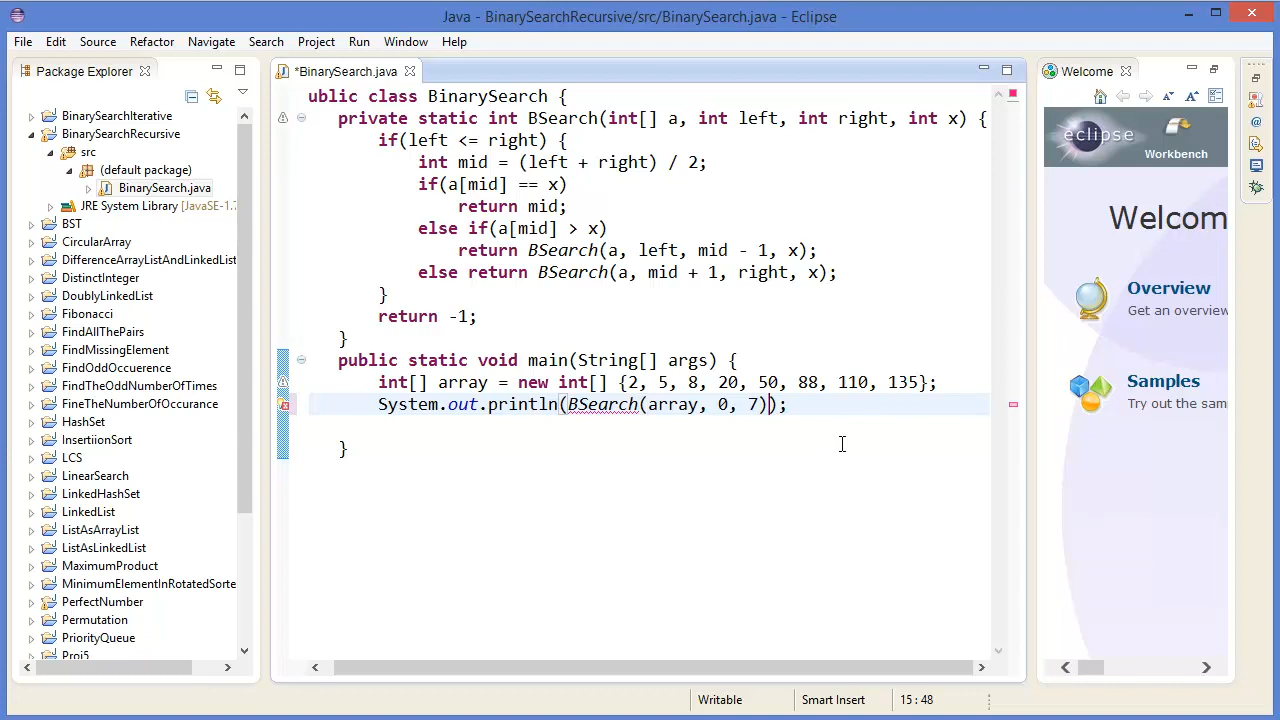 Java - BinarySearchRecursive/src/BinarySearch.java - Eclipse
File Edit Source Refactor Navigate Search Project Run Window Help
Package Explorer
BinarySearchIterative
BinarySearchRecursive
src
(default package)
BinarySearch.java
JRE System Library [JavaSE-1.7
BST
CircularArray
DifferenceArrayListAndLinkedList
DistinctInteger
DoublyLinkedList
Fibonacci
FindAllThePairs
FindMissingElement
FindOddOccuerence
FindTheOddNumberOfTimes
FineTheNumberOfOccurance
HashSet
InsertiionSort
LCS
LinearSearch
LinkedHashSet
LinkedList
ListAsArrayList
ListAsLinkedList
MaximumProduct
MinimumElementInRotatedSorte
PerfectNumber
Permutation
PriorityQueue
Proj5
*BinarySearch.java
ublic class BinarySearch {
private static int BSearch(int[] a, int left, int right, int x) {
if(left <= right) {
int mid = (left + right) / 2;
if(a[mid] == x)
return mid;
else if(a[mid] > x)
return BSearch(a, left, mid - 1, x);
else return BSearch(a, mid + 1, right, x);
}
return -1;
}
public static void main(String[] args) {
int[] array = new int[] {2, 5, 8, 20, 50, 88, 110, 135};
System.out.println(BSearch(array, 0, 7));
}
Welcome
eclipse
Workbench
Welcom
Overview
Get an overview
Samples
Try out the sam
Writable Smart Insert 15 : 48